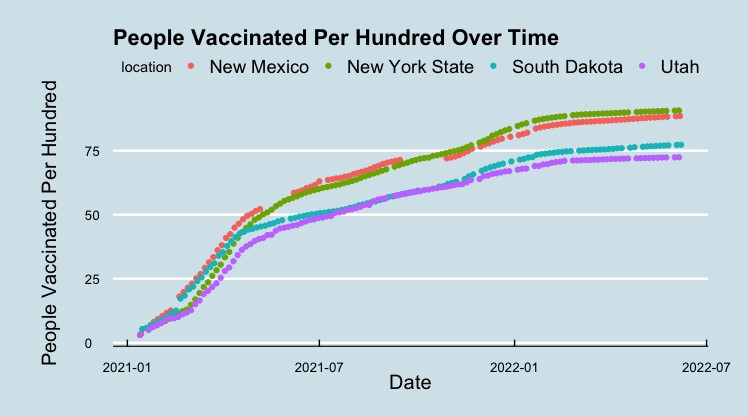 People Vaccinated Per Hundred Over Time
location New Mexico New York State South Dakota Utah
People Vaccinated Per Hundred
75
50
25
0
2021-01 2021-07 2022-01 2022-07
Date